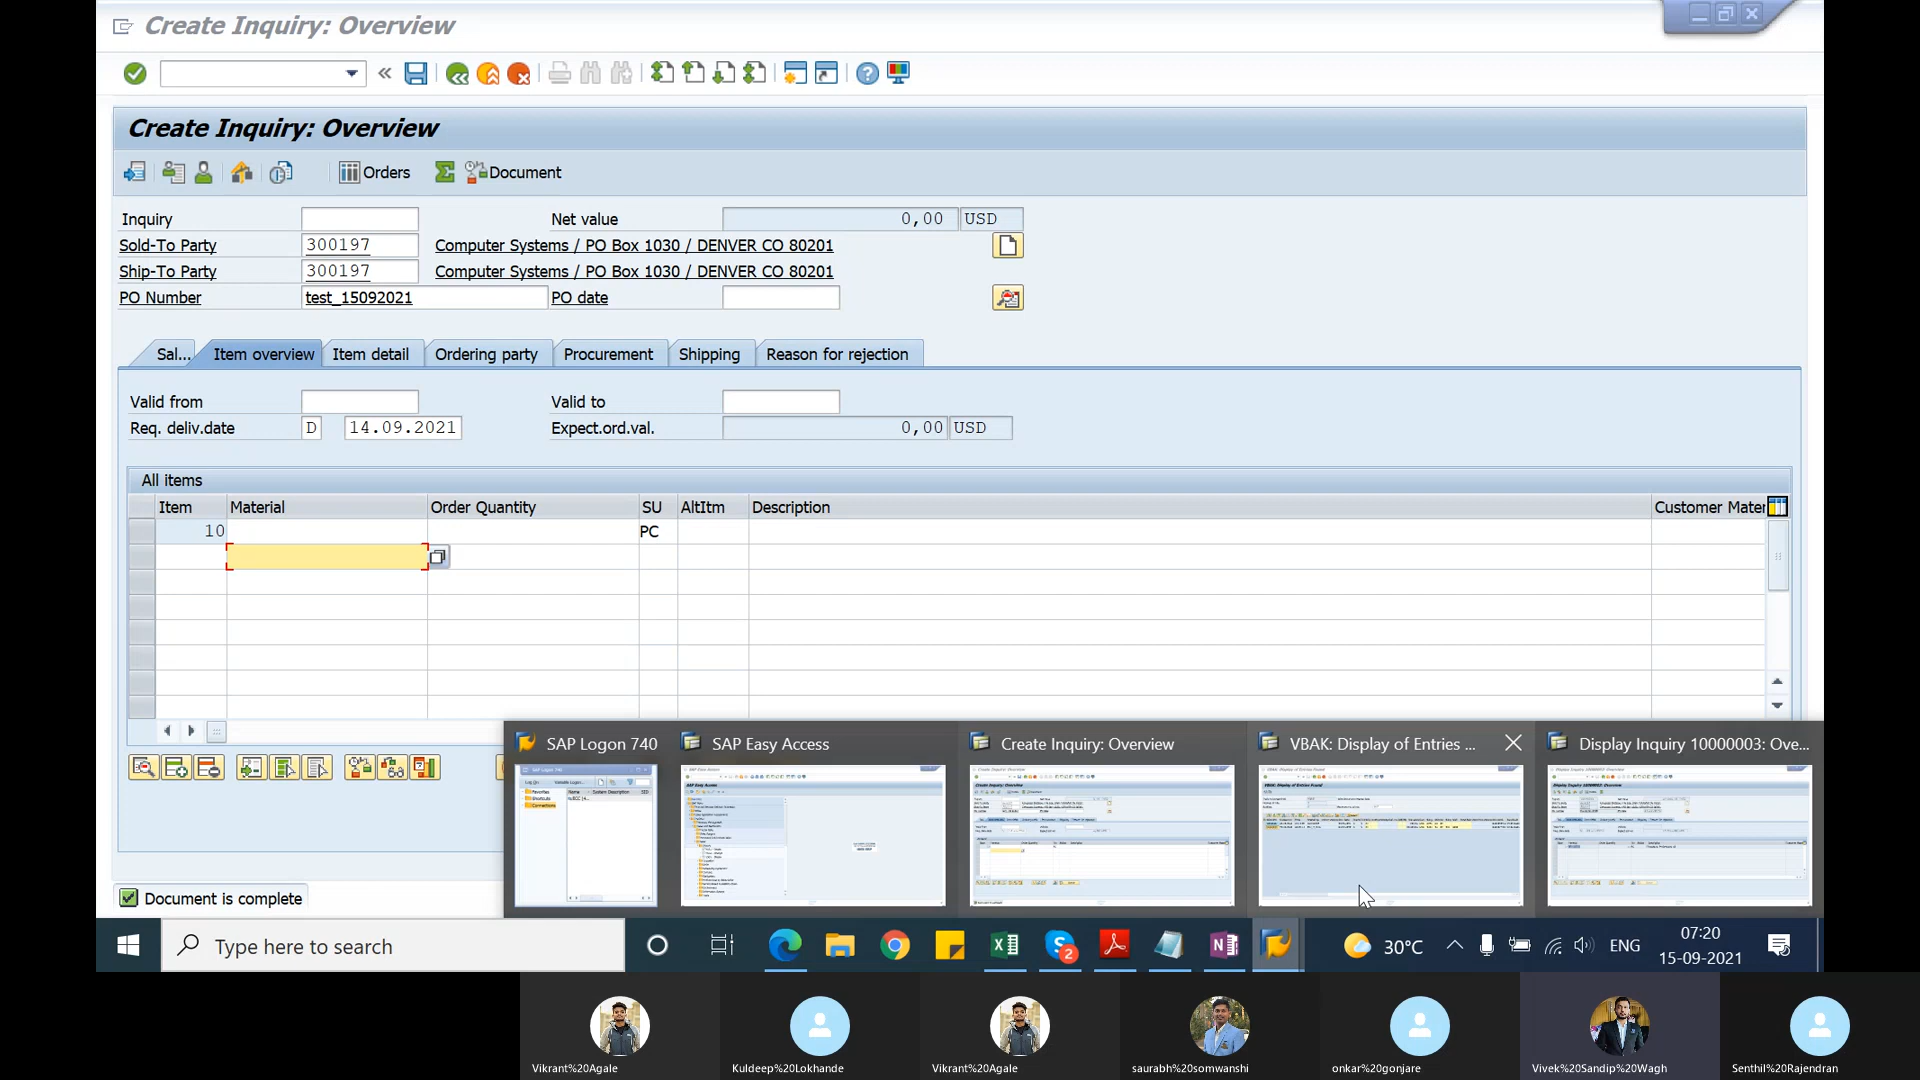 Create Inquiry: Overview
Create Inquiry: Overview
Orders Document
Inquiry Net value 0,00 USD
Sold-To Party 300197 Computer Systems / PO Box 1030 / DENVER CO 80201
Ship-To Party 300197 Computer Systems / PO Box 1030 / DENVER CO 80201
PO Number test_15092021 PO date
Sal... Item overview Item detail Ordering party Procurement Shipping Reason for rejection
Valid from Valid to
Req. deliv.date D 14.09.2021 Expect.ord.val. 0,00 USD
All items
Item Material Order Quantity SU AltItm Description Customer Mater
10 PC
SAP Logon 740 SAP Easy Access Create Inquiry: Overview VBAK: Display of Entries ... Display Inquiry 10000003: Ove...
Document is complete
Type here to search 2 30°C ENG 07:20
15-09-2021
Vikrant%20Agale Kuldeep%20Lokhande Vikrant%20Agale saurabh%20somwanshi onkar%20gonjare Vivek%20Sandip%20Wagh Senthil%20Rajendran